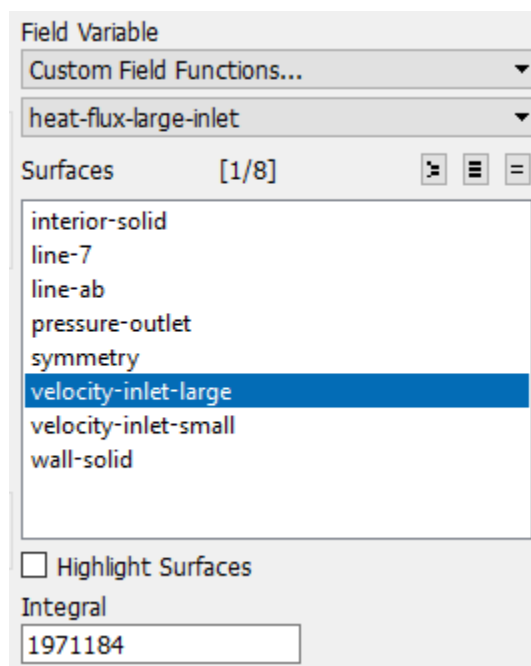 Field Variable
Custom Field Functions...
heat-flux-large-inlet
Surfaces [1/8]
interior-solid
line-7
line-ab
pressure-outlet
symmetry
velocity-inlet-large
velocity-inlet-small
wall-solid
Highlight Surfaces
Integral
1971184